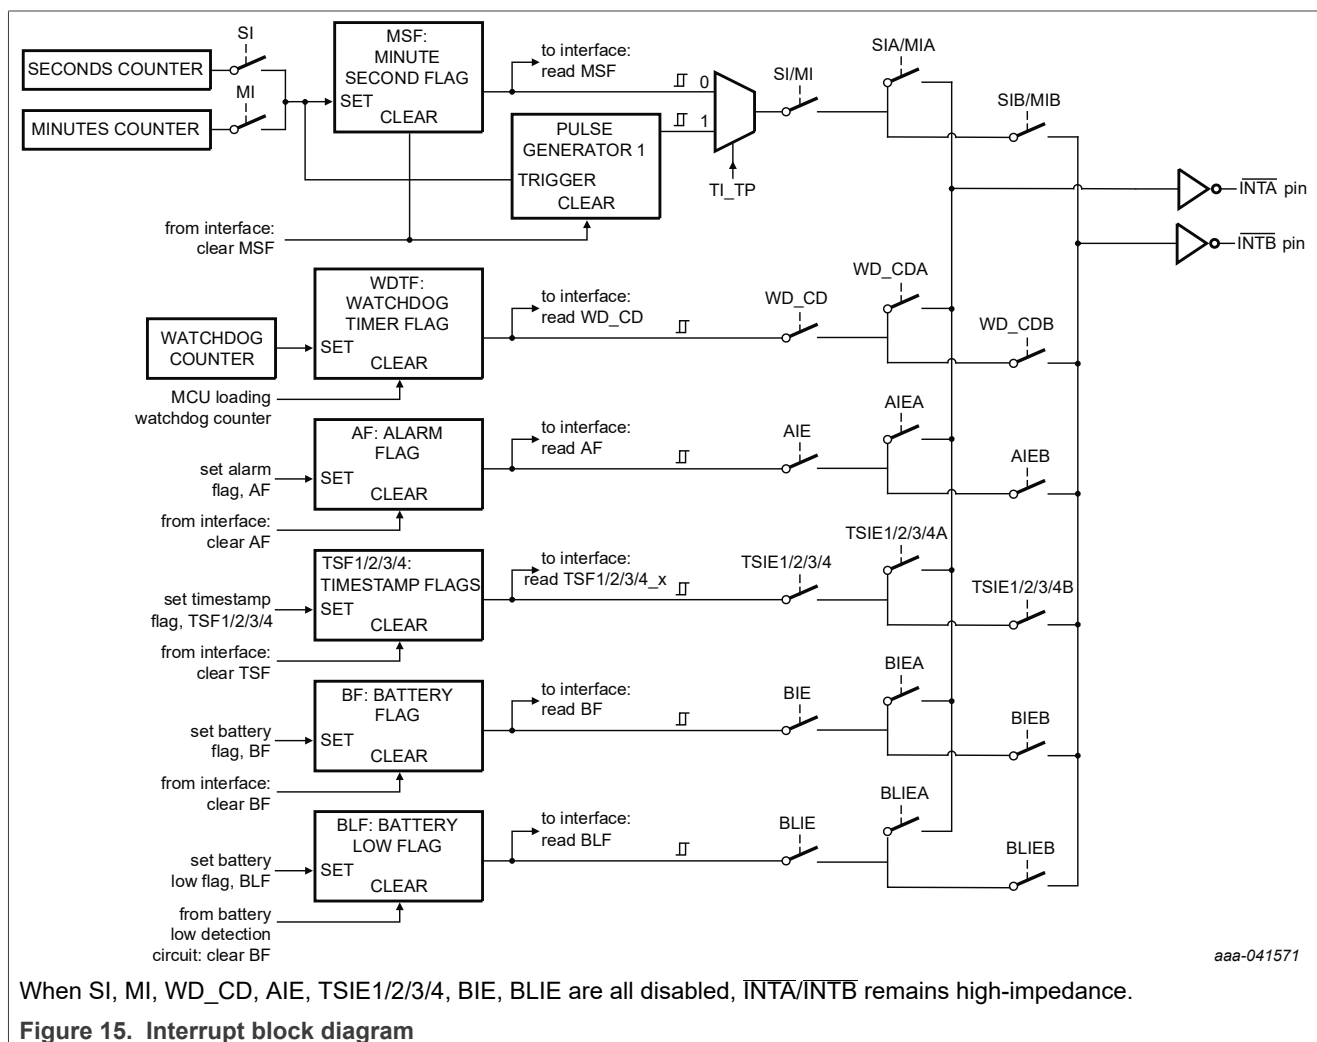 SI
SECONDS COUNTER
MI
MINUTES COUNTER
MSF:
MINUTE
SECOND FLAG
SET
CLEAR
to interface:
read MSF
PULSE
GENERATOR 1
TRIGGER
CLEAR
0
1
TI_TP
SI/MI
SIA/MIA
SIB/MIB
INTA pin
INTB pin
from interface:
clear MSF
WATCHDOG
COUNTER
WDTF:
WATCHDOG
TIMER FLAG
SET
CLEAR
MCU loading
watchdog counter
to interface:
read WD_CD
WD_CD
WD_CDA
WD_CDB
AF: ALARM
FLAG
SET
CLEAR
set alarm
flag, AF
from interface:
clear AF
to interface:
read AF
AIE
AIEA
AIEB
TSF1/2/3/4:
TIMESTAMP FLAGS
SET
CLEAR
set timestamp
flag, TSF1/2/3/4
from interface:
clear TSF
to interface:
read TSF1/2/3/4_x
TSIE1/2/3/4
TSIE1/2/3/4A
TSIE1/2/3/4B
BF: BATTERY
FLAG
SET
CLEAR
set battery
flag, BF
from interface:
clear BF
to interface:
read BF
BIE
BIEA
BIEB
BLF: BATTERY
LOW FLAG
SET
CLEAR
set battery
low flag, BLF
from battery
low detection
circuit: clear BF
to interface:
read BLF
BLIE
BLIEA
BLIEB
aaa-041571
When SI, MI, WD_CD, AIE, TSIE1/2/3/4, BIE, BLIE are all disabled, INTA/INTB remains high-impedance.
Figure 15. Interrupt block diagram